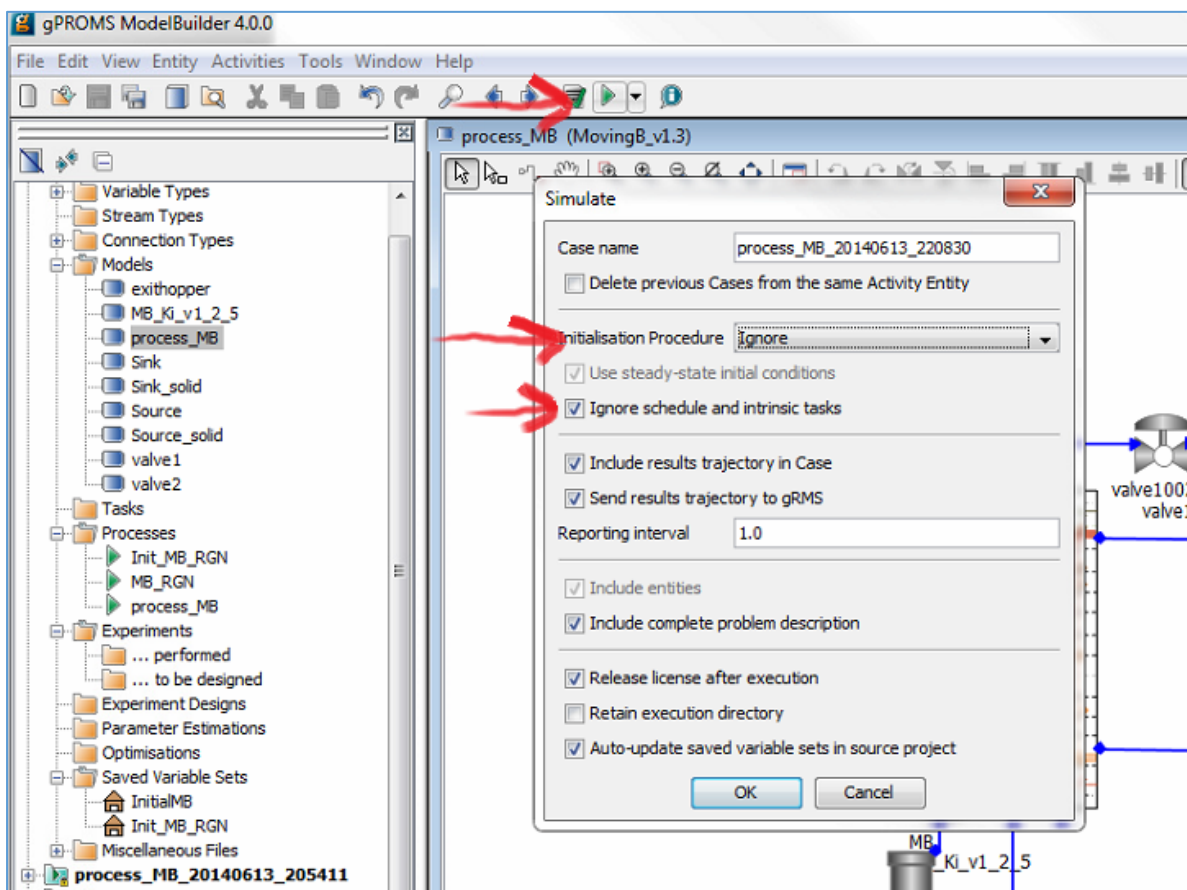 gPROMS ModelBuilder 4.0.0
File Edit View Entity Activities Tools Window Help
process_MB (MovingB_v1.3)
Variable Types
Stream Types
Connection Types
Models
exithopper
MB_Ki_v1_2_5
process_MB
Sink
Sink_solid
Source
Source_solid
valve1
valve2
Tasks
Processes
Init_MB_RGN
MB_RGN
process_MB
Experiments
... performed
... to be designed
Experiment Designs
Parameter Estimations
Optimisations
Saved Variable Sets
InitialMB
Init_MB_RGN
Miscellaneous Files
process_MB_20140613_205411
Simulate
Case name process_MB_20140613_220830
Delete previous Cases from the same Activity Entity
Initialisation Procedure Ignore
Use steady-state initial conditions
Ignore schedule and intrinsic tasks
Include results trajectory in Case
Send results trajectory to gRMS
Reporting interval 1.0
Include entities
Include complete problem description
Release license after execution
Retain execution directory
Auto-update saved variable sets in source project
OK Cancel
valve100
valve
MB
_Ki_v1_2_5